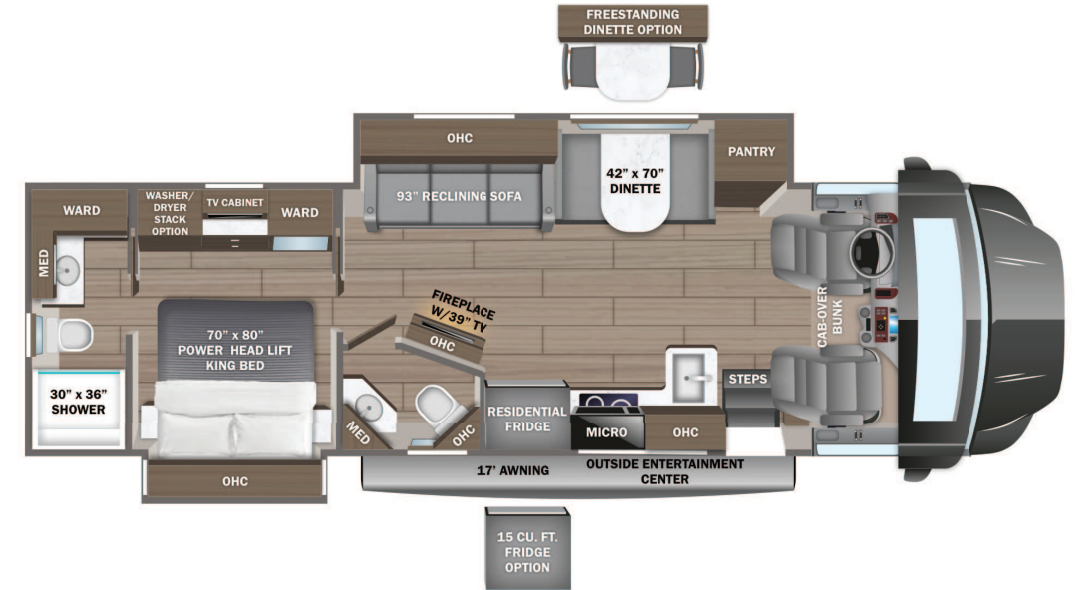 FREESTANDING
DINETTE OPTION
OHC
PANTRY
42” x 70”
DINETTE
93” RECLINING SOFA
WARD
WASHER/
DRYER
STACK
OPTION
TV CABINET
WARD
MED
FIREPLACE
W/39” TV
OHC
CAB-OVER
BUNK
70” x 80”
POWER HEAD LIFT
KING BED
30” x 36”
SHOWER
STEPS
RESIDENTIAL
FRIDGE
MICRO
OHC
MED
OHC
OHC
17’ AWNING
OUTSIDE ENTERTAINMENT
CENTER
15 CU. FT.
FRIDGE
OPTION